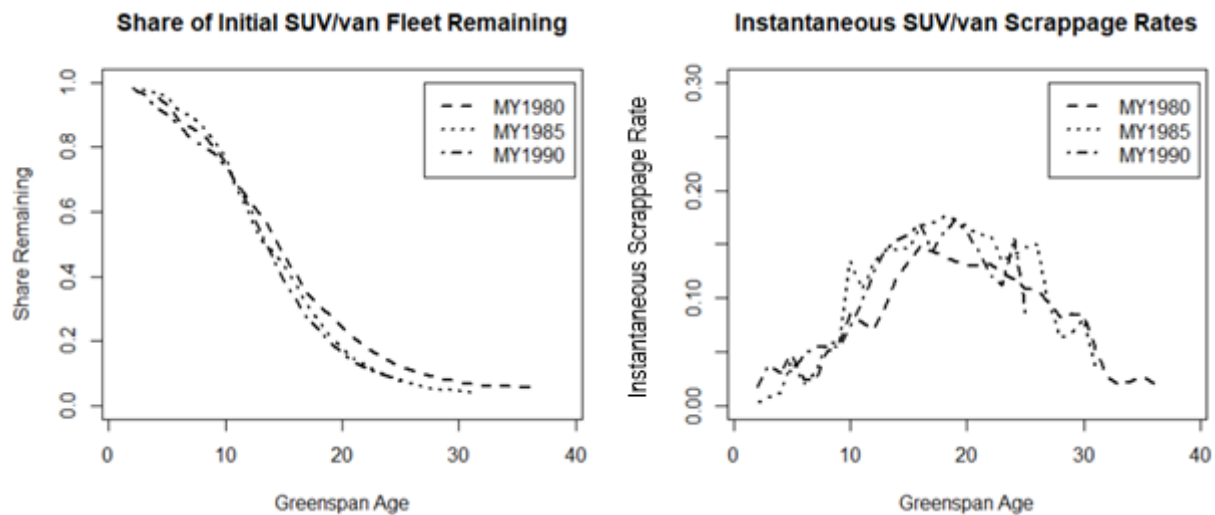 Share of Initial SUV/van Fleet Remaining
Share Remaining
1.0
0.8
0.6
0.4
0.2
0.0
MY1980
MY1985
MY1990
0 10 20 30 40
Greenspan Age
Instantaneous SUV/van Scrappage Rates
Instantaneous Scrappage Rate
0.30
0.20
0.10
0.00
MY1980
MY1985
MY1990
0 10 20 30 40
Greenspan Age